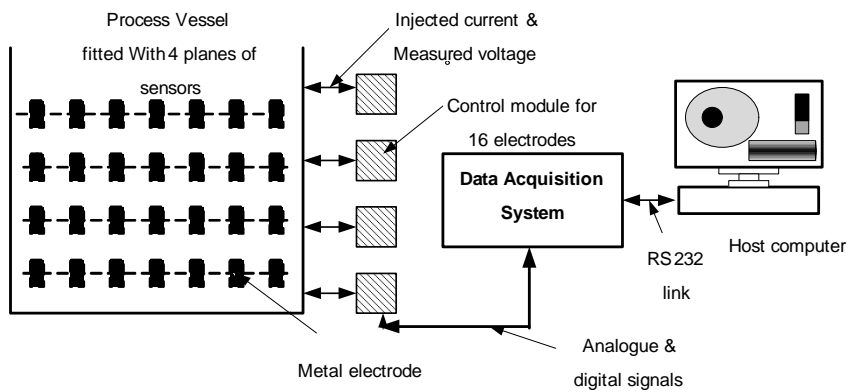 Process Vessel
fitted With 4 planes of
sensors
Injected current &
Measured voltage
Control module for
16 electrodes
Data Acquisition
System
RS232
link
Host computer
Metal electrode
Analogue &
digital signals